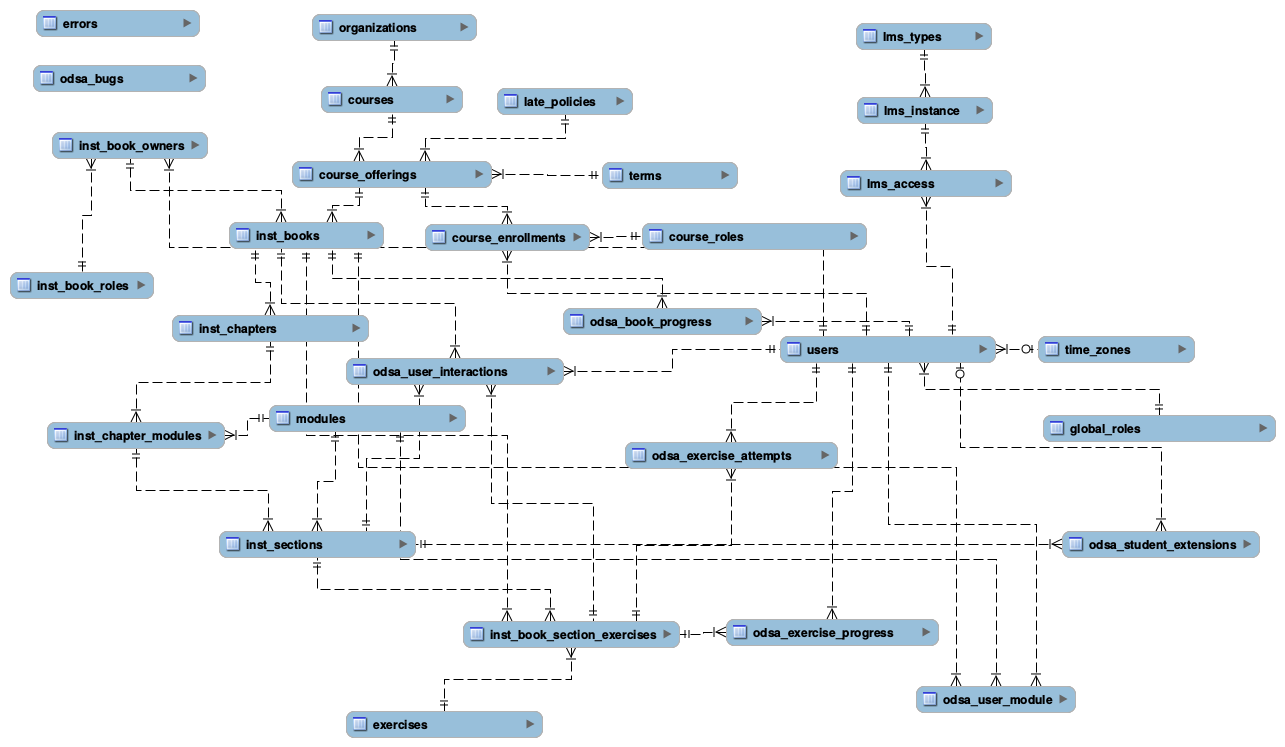 errors
organizations
lms_types
odsa_bugs
courses
late_policies
lms_instance
inst_book_owners
course_offerings
terms
lms_access
inst_books
course_enrollments
course_roles
inst_book_roles
inst_chapters
odsa_book_progress
users
time_zones
odsa_user_interactions
modules
inst_chapter_modules
global_roles
odsa_exercise_attempts
inst_sections
odsa_student_extensions
inst_book_section_exercises
odsa_exercise_progress
odsa_user_module
exercises